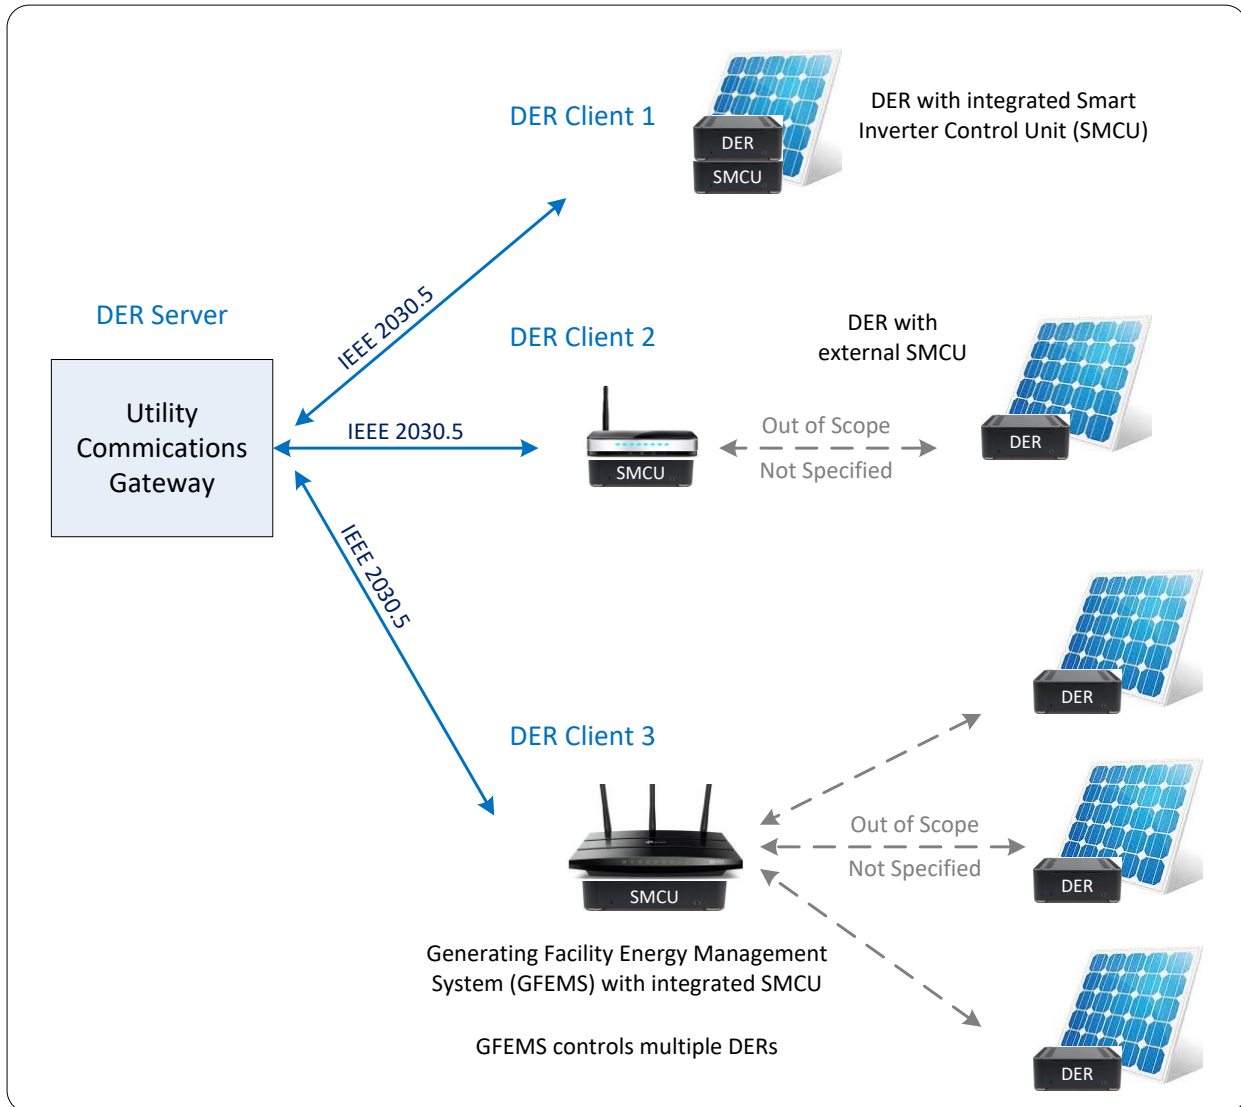 DER Client 1
DER
SMCU
DER with integrated Smart
Inverter Control Unit (SMCU)
IEEE 2030.5
DER Server
Utility
Commications
Gateway
DER Client 2
IEEE 2030.5
SMCU
Out of Scope
Not Specified
DER with
external SMCU
DER
IEEE 2030.5
DER Client 3
SMCU
Generating Facility Energy Management
System (GFEMS) with integrated SMCU
GFEMS controls multiple DERs
Out of Scope
Not Specified
DER
DER
DER